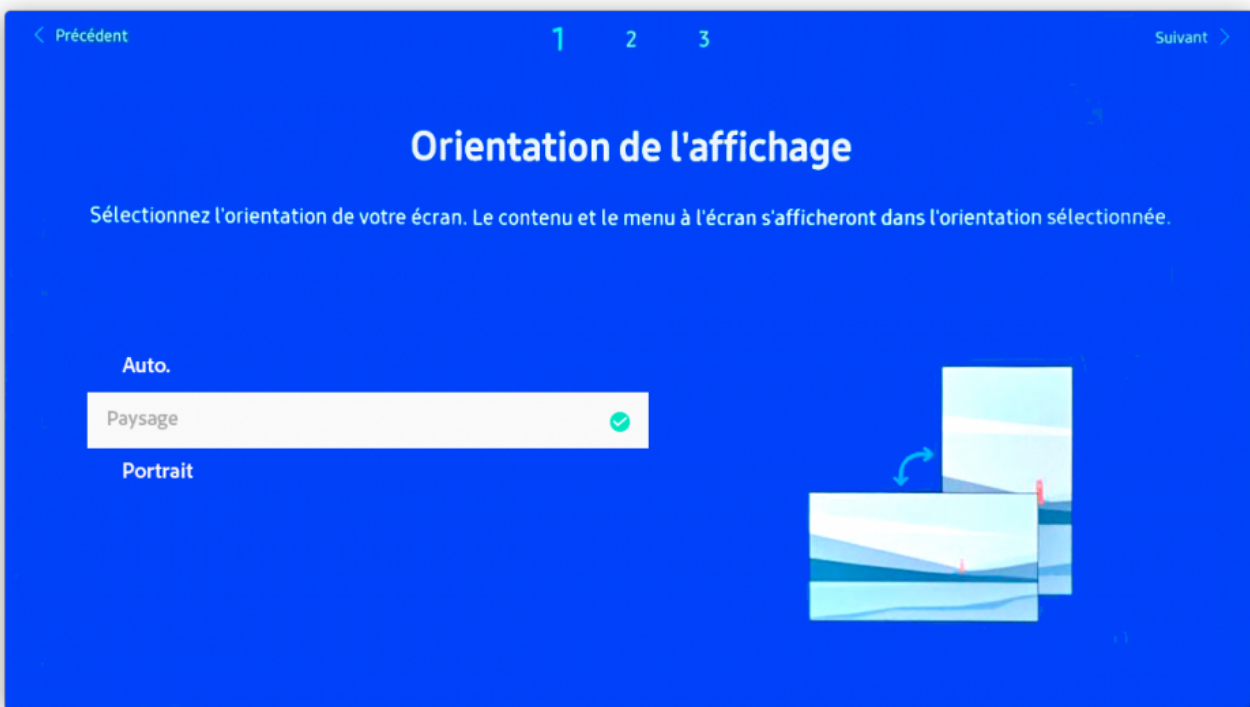 Précédent
1 2 3
Suivant
Orientation de l'affichage
Sélectionnez l'orientation de votre écran. Le contenu et le menu à l'écran s'afficheront dans l'orientation sélectionnée.
Auto.
Paysage
Portrait